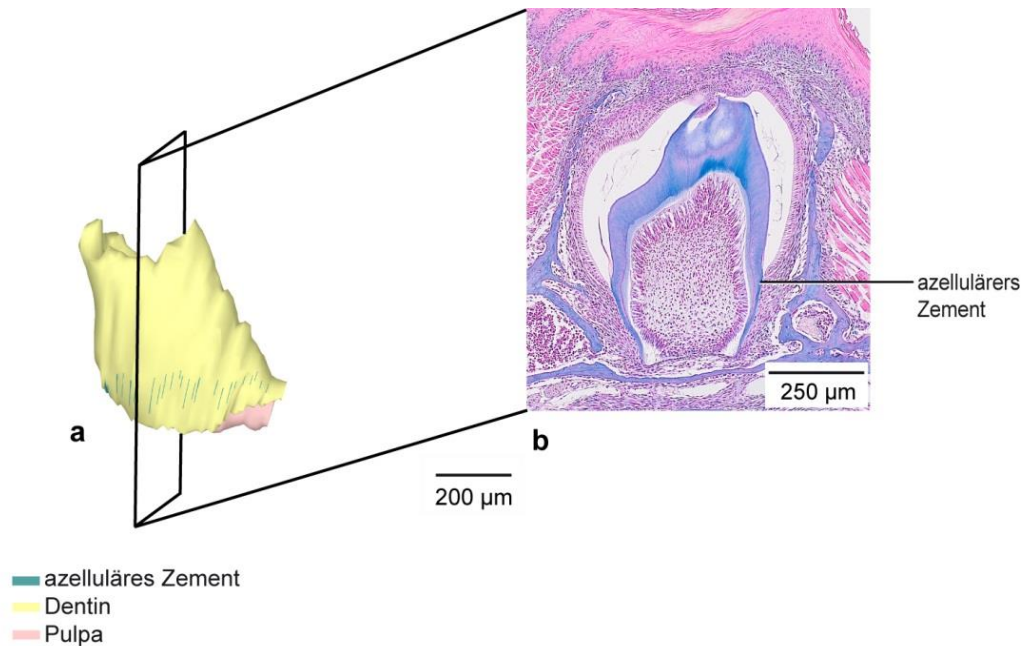 azellulärers
Zement
250 µm
a
b
200 µm
azelluläres Zement
Dentin
Pulpa